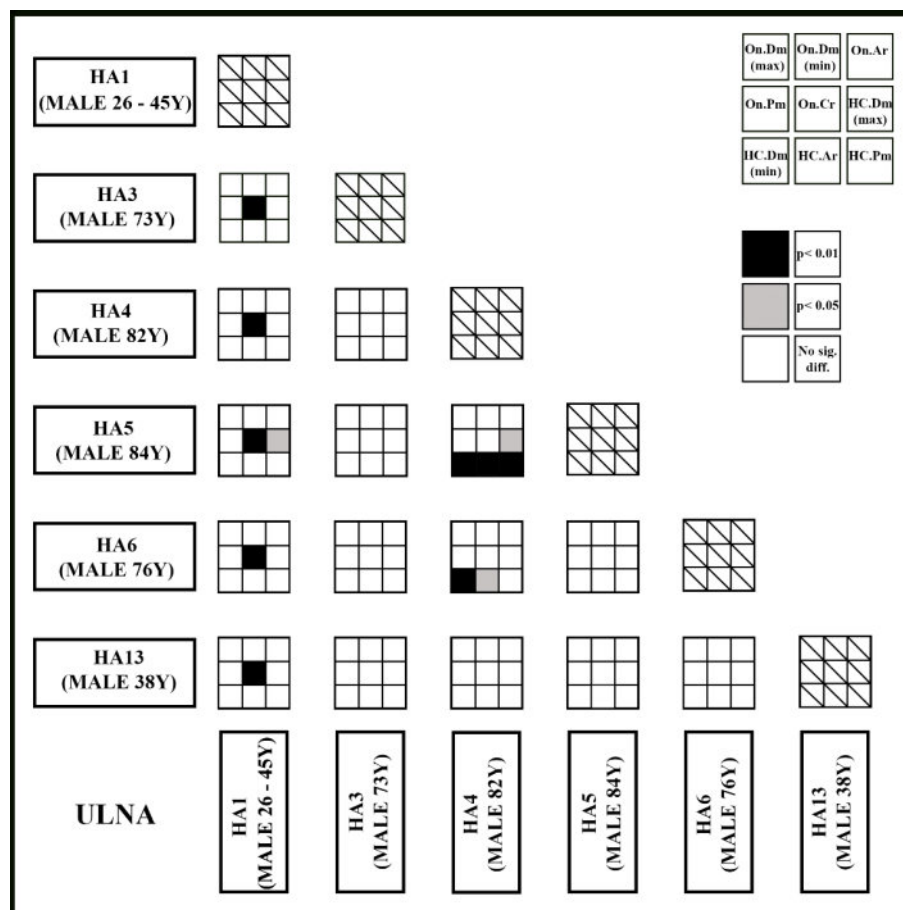 HA1
(MALE 26 - 45Y)
On.Dm
(max)
On.Dm
(min)
On.Ar
On.Pm
On.Cr
HC.Dm
(max)
HC.Dm
(min)
HC.Ar
HC.Pm
HA3
(MALE 73Y)
p< 0.01
p< 0.05
No sig.
diff.
HA4
(MALE 82Y)
HA5
(MALE 84Y)
HA6
(MALE 76Y)
HA13
(MALE 38Y)
ULNA
HA1
(MALE 26 - 45Y)
HA3
(MALE 73Y)
HA4
(MALE 82Y)
HA5
(MALE 84Y)
HA6
(MALE 76Y)
HA13
(MALE 38Y)